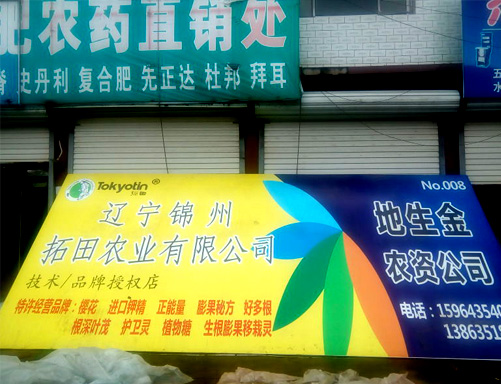 肥农药直销处
史丹利 复合肥 先正达 杜邦 拜耳
Tokyotin®
No.008
辽宁锦州
拓田农业有限公司
技术/品牌授权店
特许经营品牌：樱花 进口钾精 正能量 膨果秘方 好多根
根深叶茂 护卫灵 植物糖 生根膨果移栽灵
地生金
农资公司
电话：15964354
138635